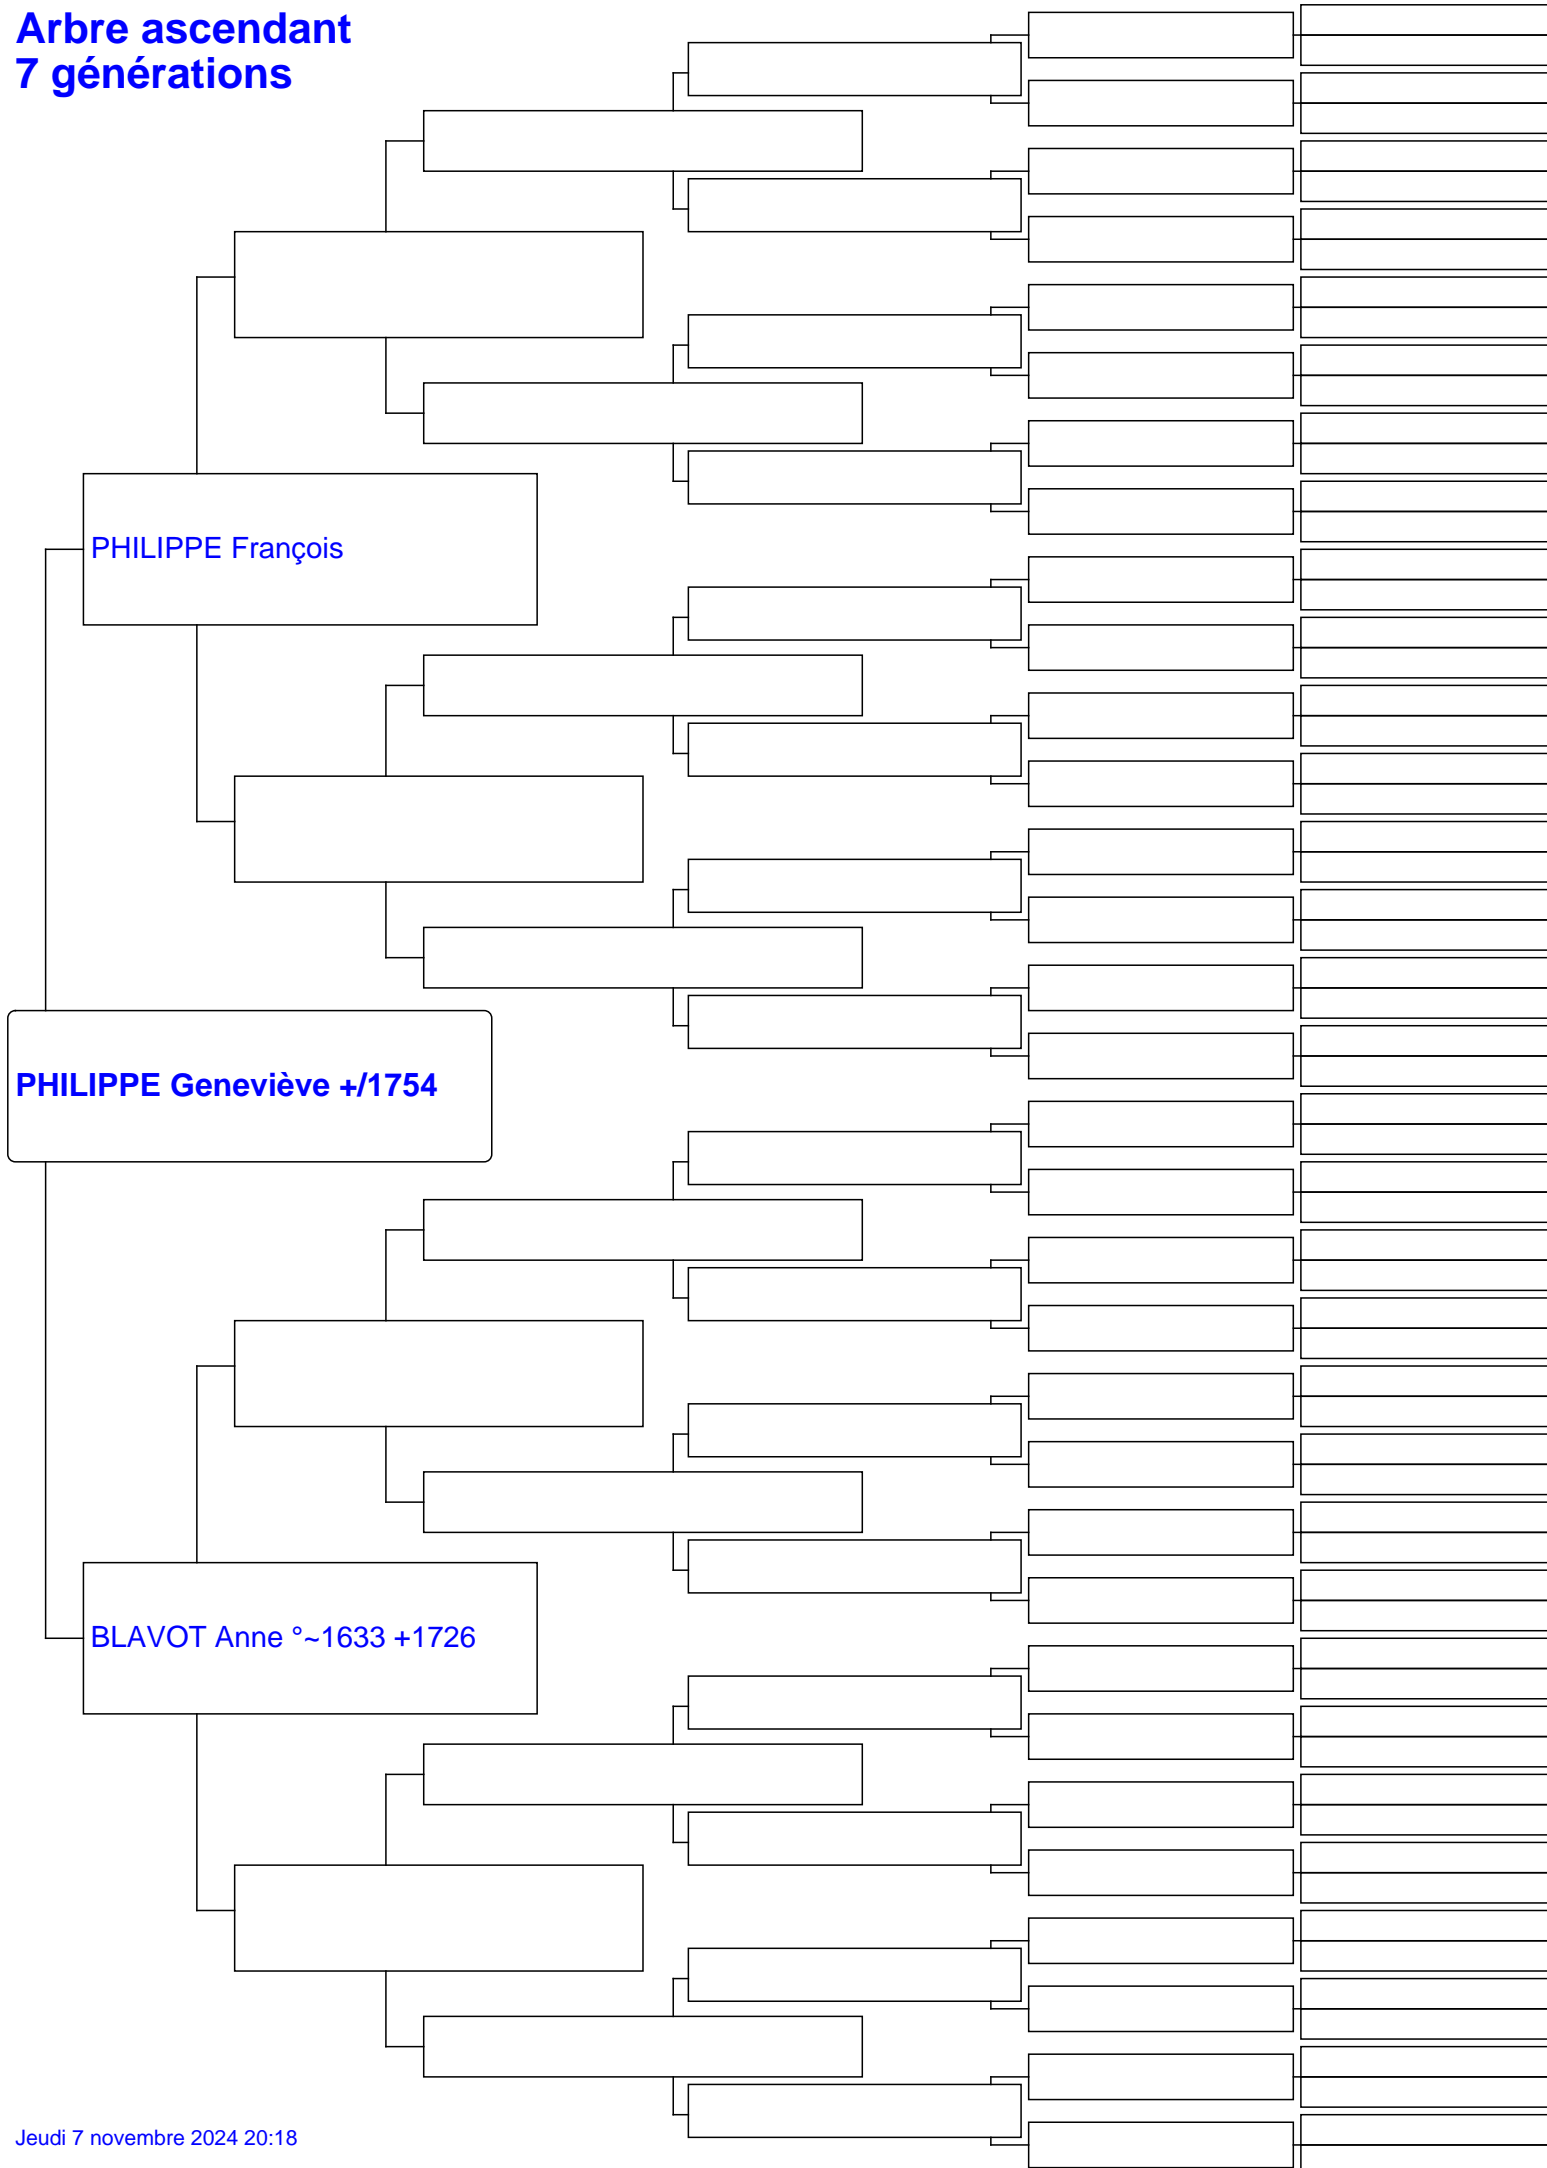 Arbre ascendant
7 générations
PHILIPPE François
PHILIPPE Geneviève +/1754
BLAVOT Anne °~1633 +1726
Jeudi 7 novembre 2024 20:18